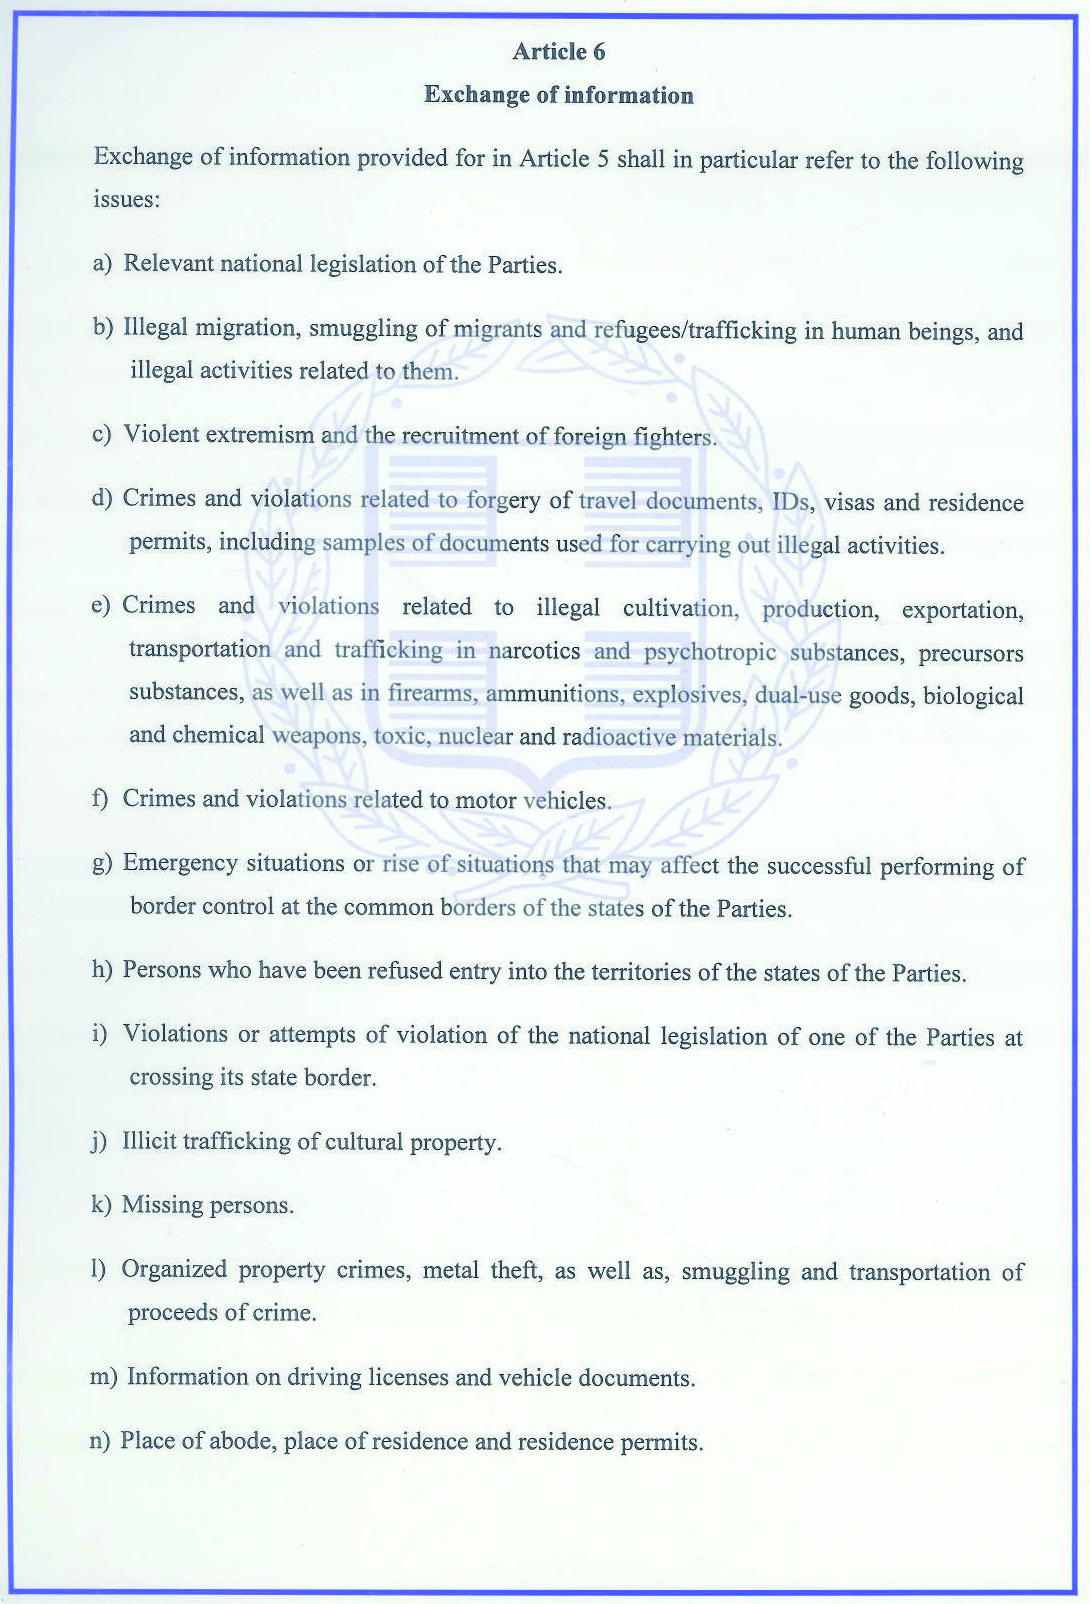 Article 6
Exchange of information
Exchange of information provided for in Article 5 shall in particular refer to the following
issues:
a) Relevant national legislation of the Parties.
b) Illegal migration, smuggling of migrants and refugees/trafficking in human beings, and
illegal activities related to them.
c) Violent extremism and the recruitment of foreign fighters.
d) Crimes and violations related to forgery of travel documents, IDs, visas and residence
permits, including samples of documents used for carrying out illegal activities.
e) Crimes and violations related to illegal cultivation, production, exportation,
transportation and trafficking in narcotics and psychotropic substances, precursors
substances, as well as in firearms, ammunitions, explosives, dual-use goods, biological
and chemical weapons, toxic, nuclear and radioactive materials.
f) Crimes and violations related to motor vehicles.
g) Emergency situations or rise of situations that may affect the successful performing of
border control at the common borders of the states of the Parties.
h) Persons who have been refused entry into the territories of the states of the Parties.
i) Violations or attempts of violation of the national legislation of one of the Parties at
crossing its state border.
j) Illicit trafficking of cultural property.
k) Missing persons.
l) Organized property crimes, metal theft, as well as, smuggling and transportation of
proceeds of crime.
m) Information on driving licenses and vehicle documents.
n) Place of abode, place of residence and residence permits.